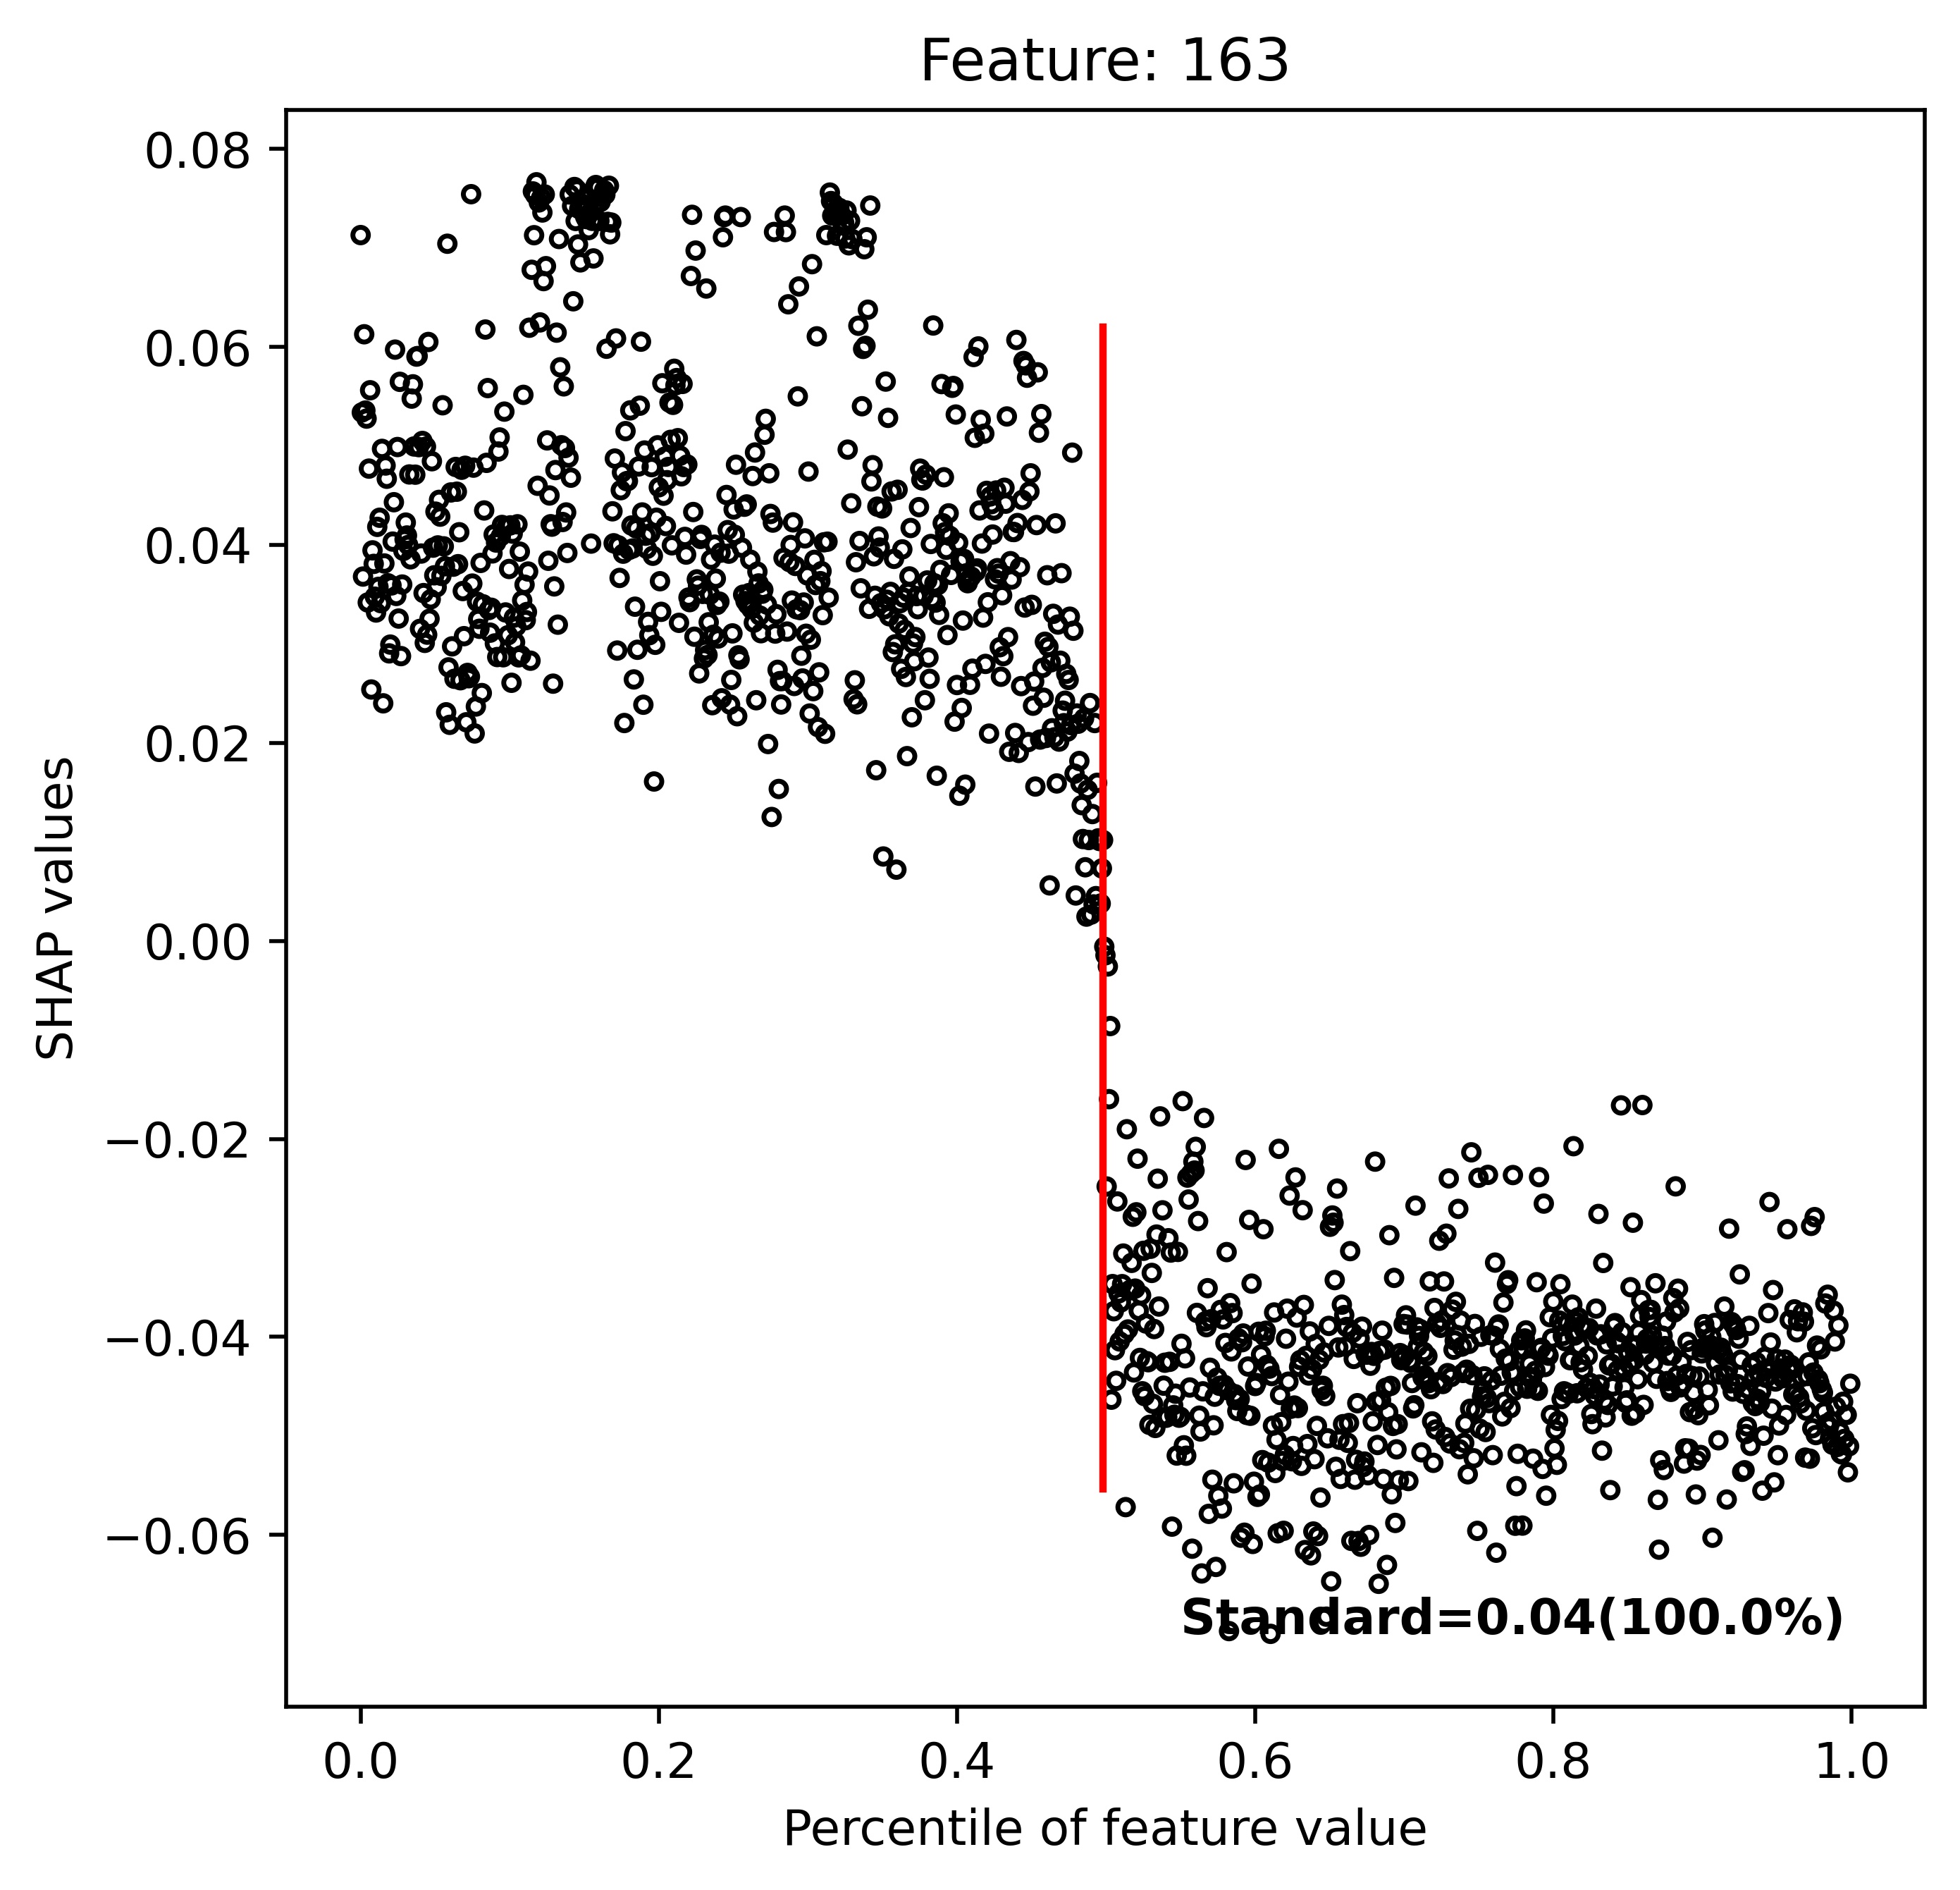 Feature: 163
0.08
0.06
0.04
0.02
0.00
−0.02
−0.04
−0.06
SHAP values
Standard=0.04(100.0%)
0.0 0.2 0.4 0.6 0.8 1.0
Percentile of feature value